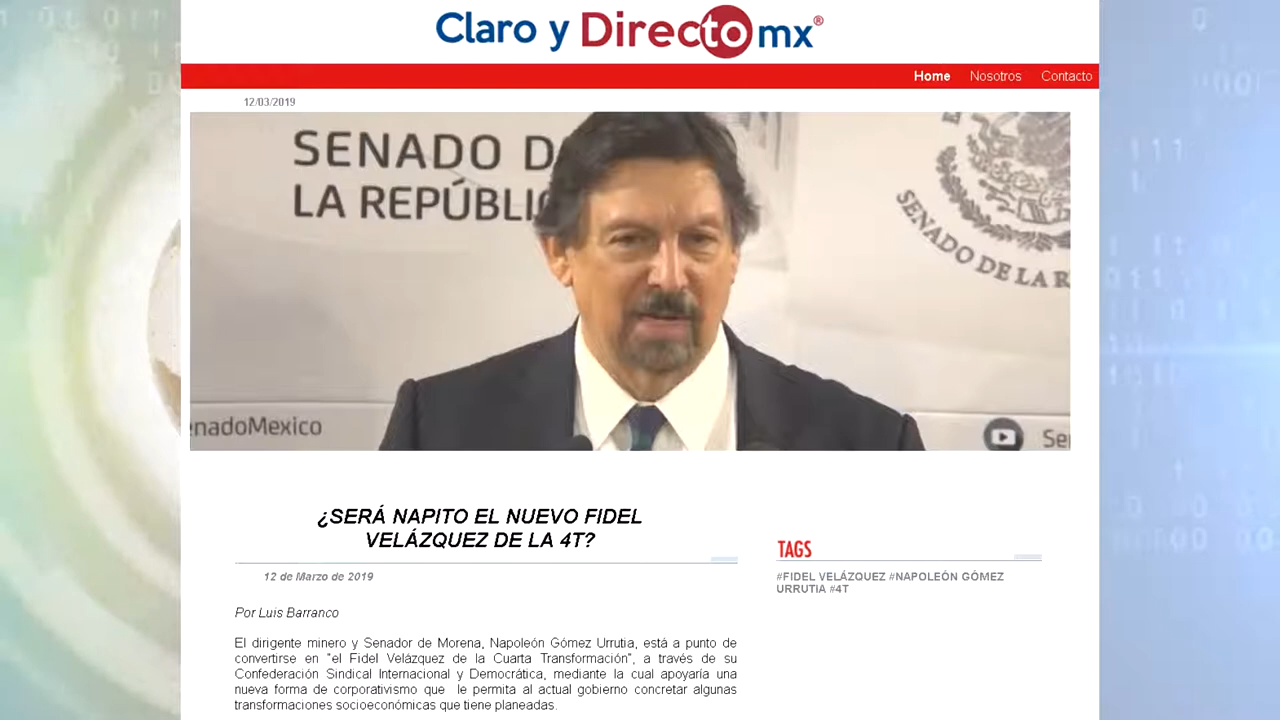 Claro y Directo mx®
Home Nosotros Contacto
12/03/2019
SENADO D
LA REPÚBLI
SENADO DE LA R
enadoMexico
Se
¿SERÁ NAPITO EL NUEVO FIDEL
VELÁZQUEZ DE LA 4T?
12 de Marzo de 2019
Por Luis Barranco
El dirigente minero y Senador de Morena, Napoleón Gómez Urrutia, está a punto de
convertirse en "el Fidel Velázquez de la Cuarta Transformación", a través de su
Confederación Sindical Internacional y Democrática, mediante la cual apoyaría una
nueva forma de corporativismo que le permita al actual gobierno concretar algunas
transformaciones socioeconómicas que tiene planeadas.
TAGS
#FIDEL VELÁZQUEZ #NAPOLEÓN GÓMEZ
URRUTIA #4T